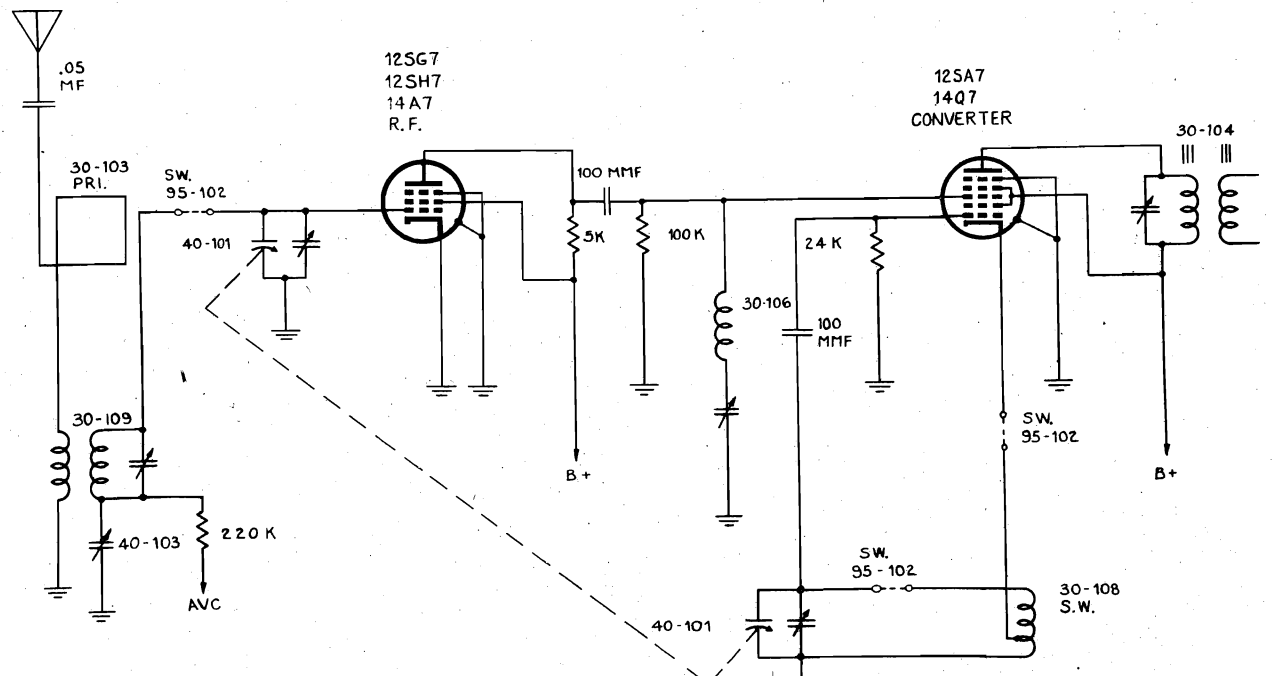 .05
MF
12SG7
12SH7
14A7
R.F.
12SA7
14Q7
CONVERTER
30-104
30-103
PRI.
SW.
95-102
100 MMF
40-101
5K
100K
24 K
30-106
100
MMF
30-109
SW.
95-102
B+
B+
40-103
220K
AVC
SW.
95-102
30-108
S.W.
40-101